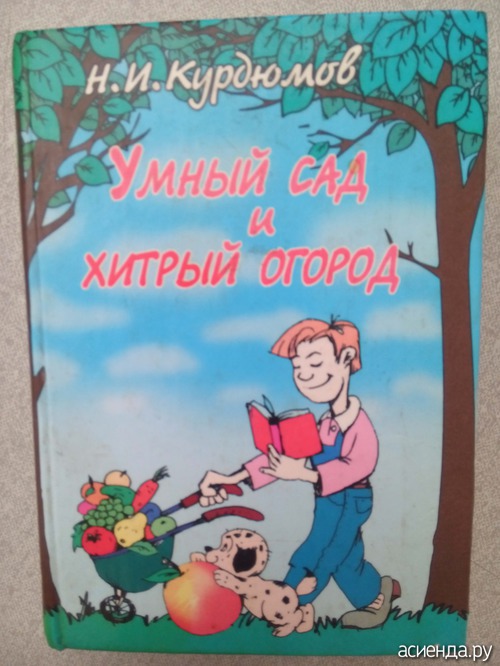 Н.И.Курдюмов
Умный сад
и
хитрый огород
асиенда.ру